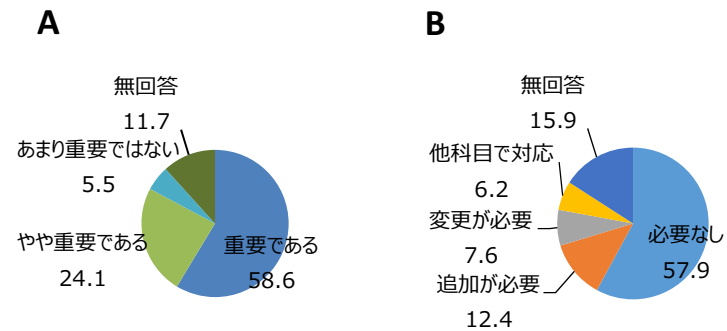 A
無回答
11.7
あまり重要ではない
5.5
やや重要である
24.1
重要である
58.6
B
無回答
15.9
他科目で対応
6.2
変更が必要
7.6
追加が必要
12.4
必要なし
57.9